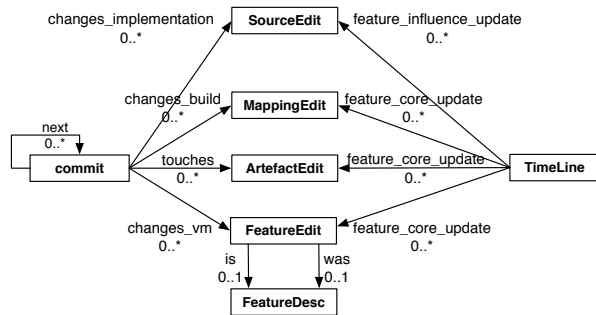 changes_implementation
0..*
SourceEdit
feature_influence_update
0..*
changes_build
0..*
MappingEdit
feature_core_update
0..*
next
0..*
commit
touches
0..*
ArtefactEdit
feature_core_update
0..*
TimeLine
changes_vm
0..*
FeatureEdit
feature_core_update
0..*
is
0..1
was
0..1
FeatureDesc